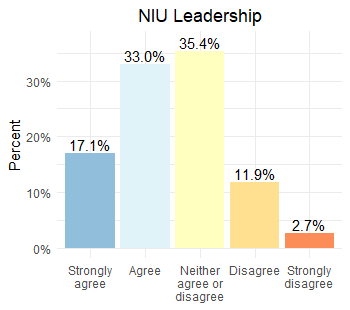 NIU Leadership
Percent
30%
20%
10%
0%
17.1%
33.0%
35.4%
11.9%
2.7%
Strongly
agree
Agree
Neither
agree or
disagree
Disagree
Strongly
disagree